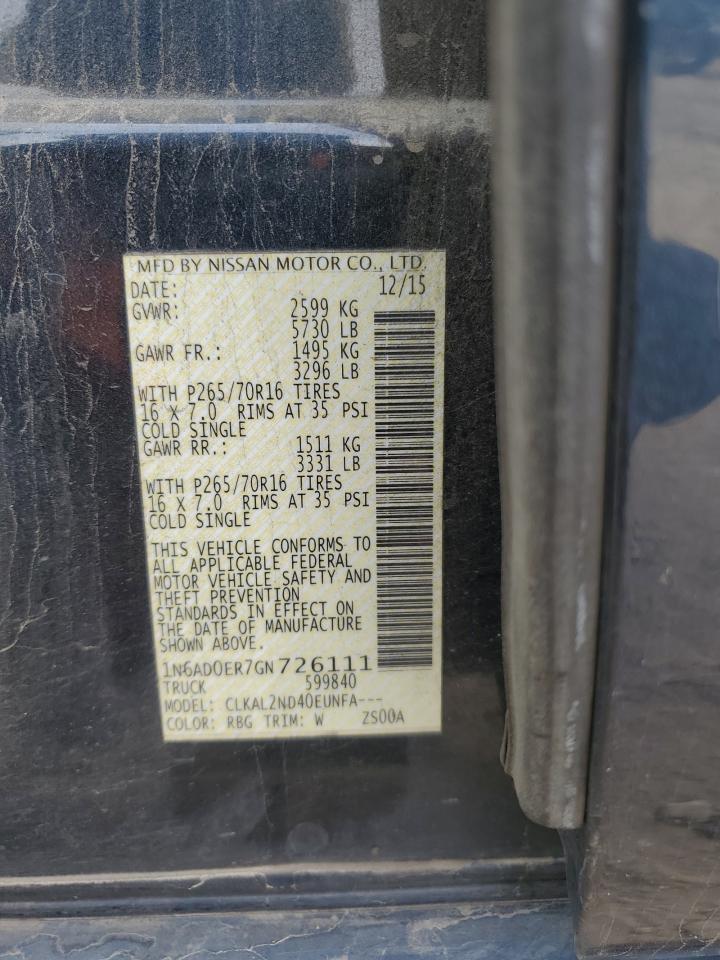 MFD BY NISSAN MOTOR CO., LTD.
DATE: 12/15
GVWR: 2599 KG
5730 LB
GAWR FR.: 1495 KG
3296 LB
WITH P265/70R16 TIRES
16 X 7.0 RIMS AT 35 PSI
COLD SINGLE
GAWR RR.: 1511 KG
3331 LB
WITH P265/70R16 TIRES
16 X 7.0 RIMS AT 35 PSI
COLD SINGLE
THIS VEHICLE CONFORMS TO
ALL APPLICABLE FEDERAL
MOTOR VEHICLE SAFETY AND
THEFT PREVENTION
STANDARDS IN EFFECT ON
THE DATE OF MANUFACTURE
SHOWN ABOVE.
1N6AD0ER7GN726111
TRUCK 599840
MODEL: CLKAL2ND40EUNFA---
COLOR: RBG TRIM: W ZS00A